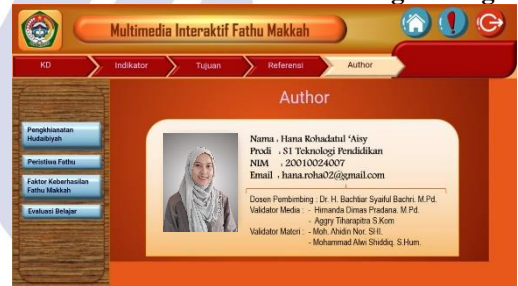 Multimedia Interaktif Fathu Makkah
KD
Indikator
Tujuan
Referensi
Author
Author
Pengkhianatan
Hudaibiyah
Peristiwa Fathu
Faktor Keberhasilan
Fathu Makkah
Evaluasi Belajar
Nama : Hana Rohadatul 'Aisy
Prodi : S1 Teknologi Pendidikan
NIM : 20010024007
Email : hana.roha02@gmail.com
Dosen Pembimbing : Dr. H. Bachtiar Syaiful Bachri. M.Pd.
Validator Media : - Himanda Dimas Pradana. M.Pd.
- Aggry Tiharapitra S.Kom
Validator Materi : - Moh. Ahidin Nor. SHI.
- Mohammad Alwi Shiddiq. S.Hum.